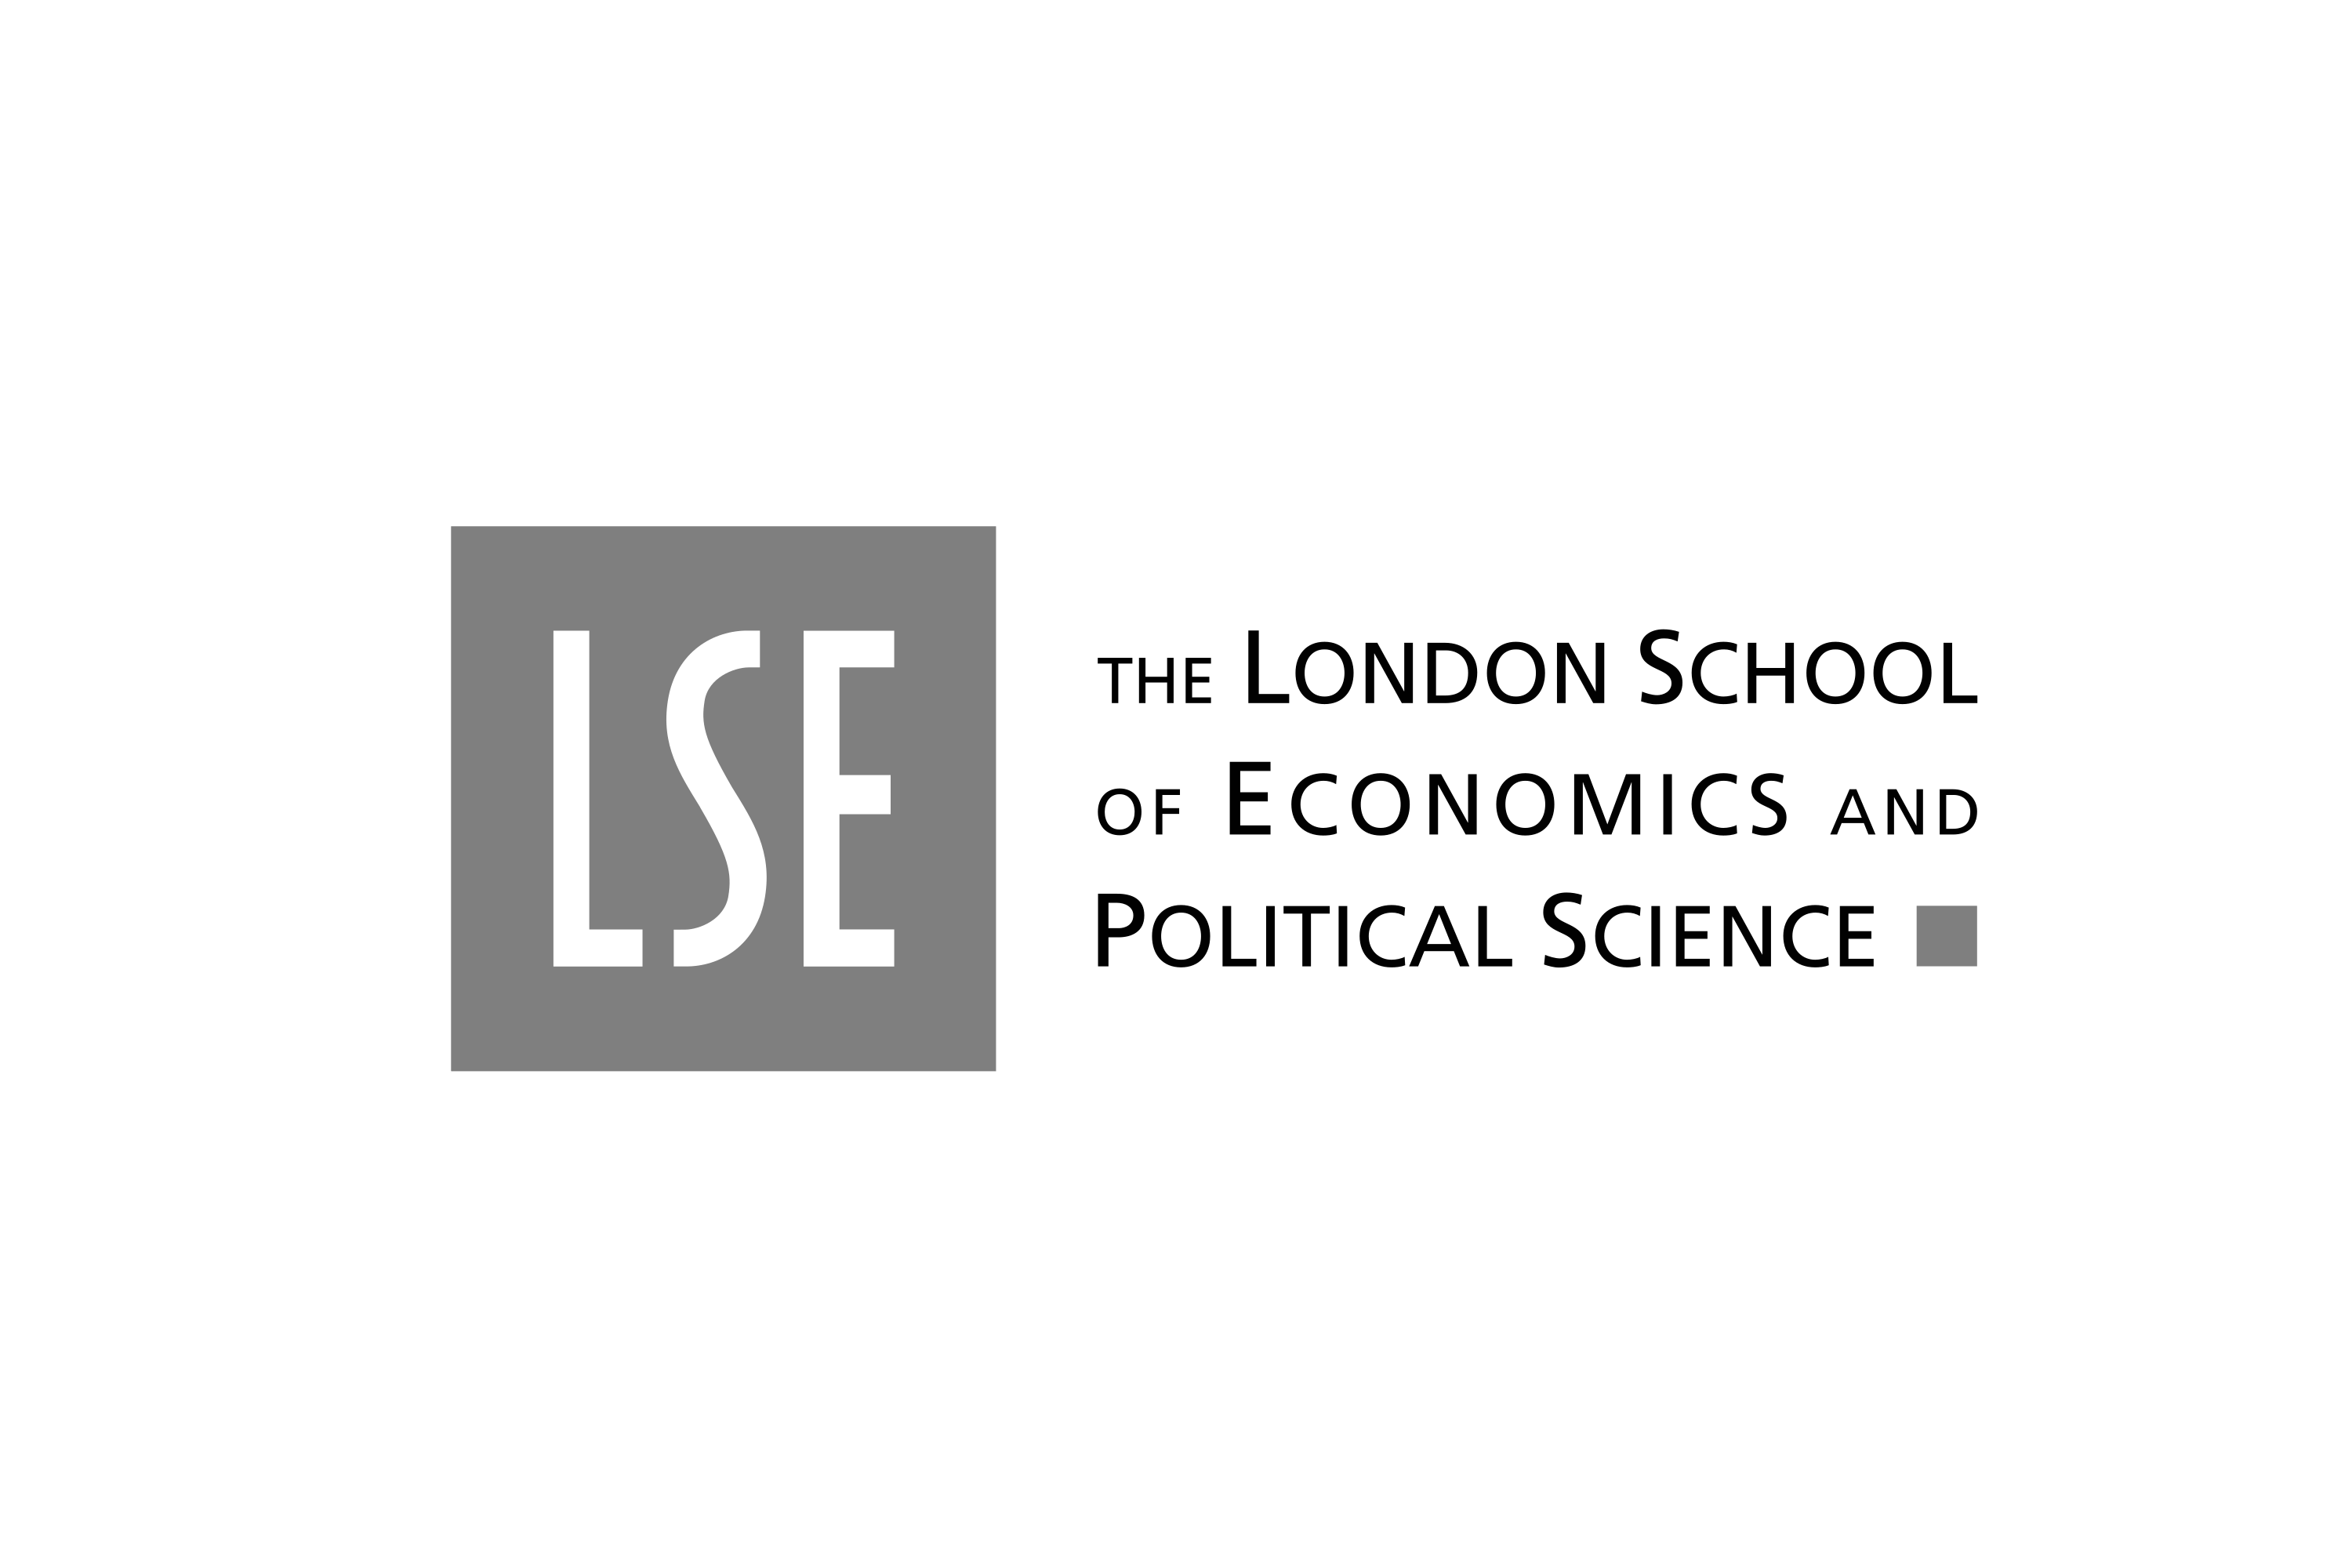 LSE
THE LONDON SCHOOL
OF ECONOMICS AND
POLITICAL SCIENCE